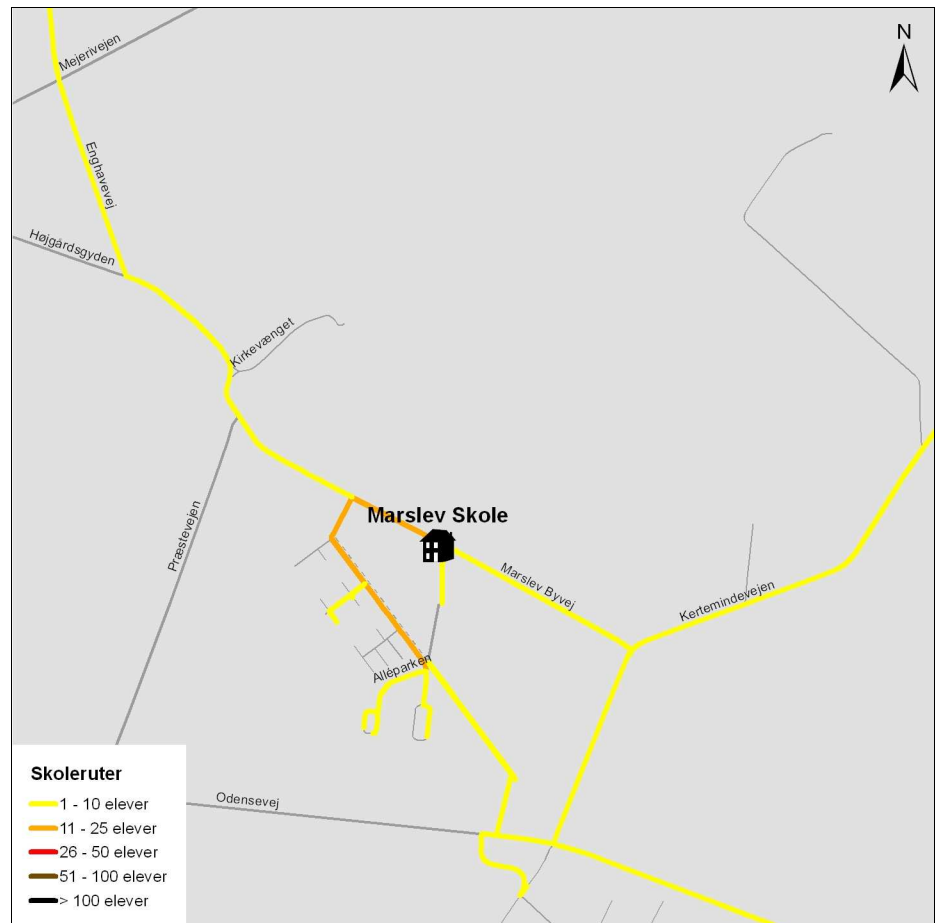 N
Mejerivejen
Enghavevej
Højgårdsgyden
Kirkevænget
Præstevejen
Marslev Skole
Marslev Byvej
Kertemindevejen
Alléparken
Odensevej
Skoleruter
1 - 10 elever
11 - 25 elever
26 - 50 elever
51 - 100 elever
> 100 elever